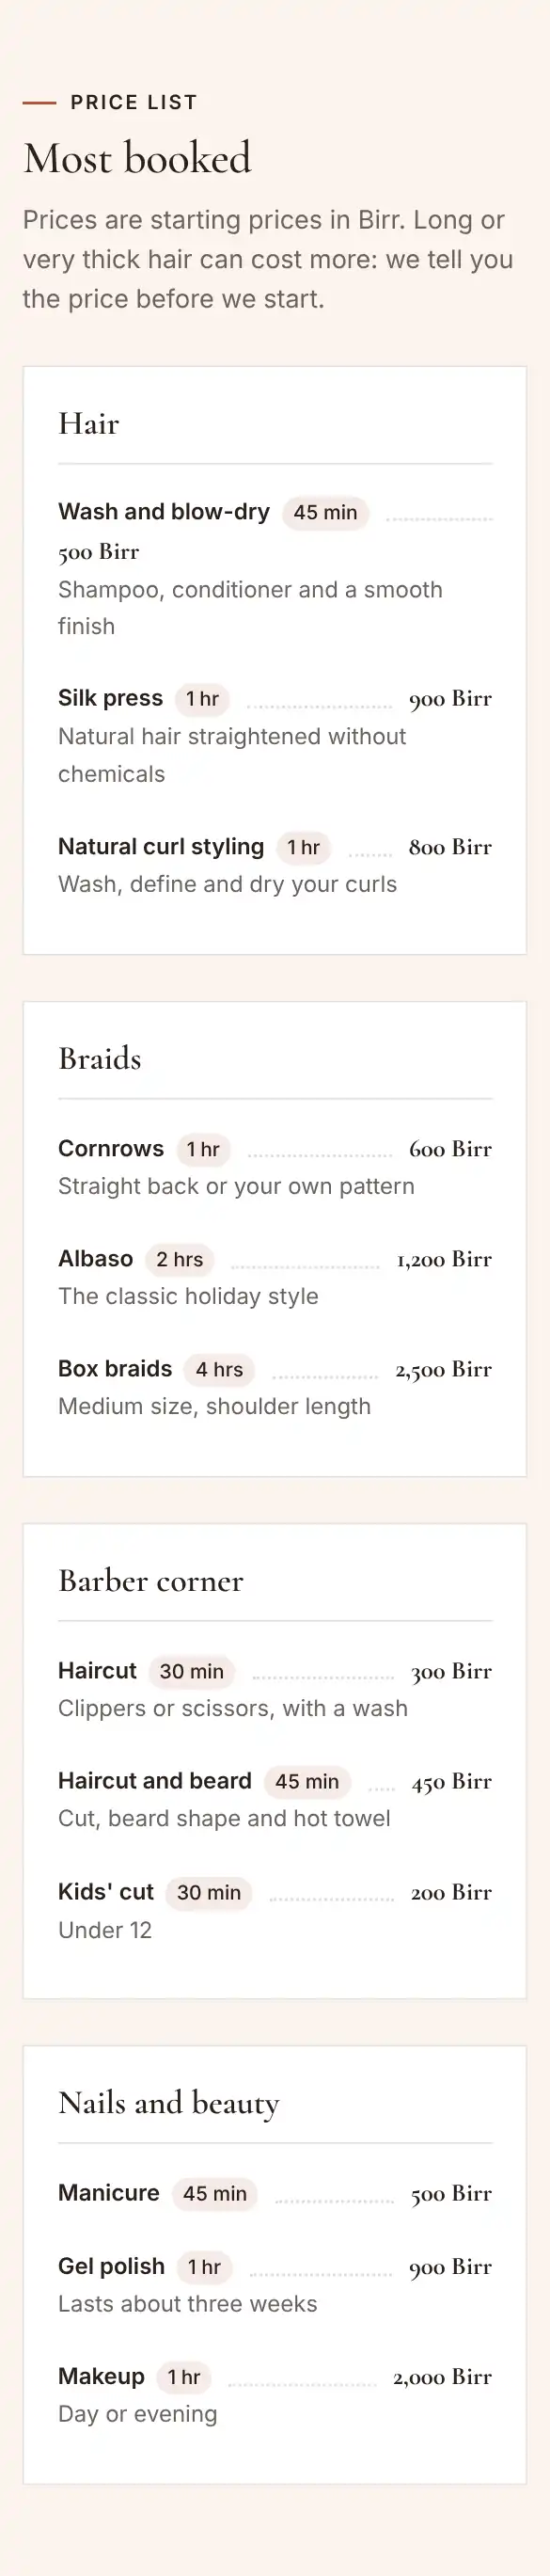 PRICE LIST
Most booked
Prices are starting prices in Birr. Long or
very thick hair can cost more: we tell you
the price before we start.
Hair
Wash and blow-dry 45 min
500 Birr
Shampoo, conditioner and a smooth
finish
Silk press 1 hr 900 Birr
Natural hair straightened without
chemicals
Natural curl styling 1 hr 800 Birr
Wash, define and dry your curls
Braids
Cornrows 1 hr 600 Birr
Straight back or your own pattern
Albaso 2 hrs 1,200 Birr
The classic holiday style
Box braids 4 hrs 2,500 Birr
Medium size, shoulder length
Barber corner
Haircut 30 min 300 Birr
Clippers or scissors, with a wash
Haircut and beard 45 min 450 Birr
Cut, beard shape and hot towel
Kids' cut 30 min 200 Birr
Under 12
Nails and beauty
Manicure 45 min 500 Birr
Gel polish 1 hr 900 Birr
Lasts about three weeks
Makeup 1 hr 2,000 Birr
Day or evening